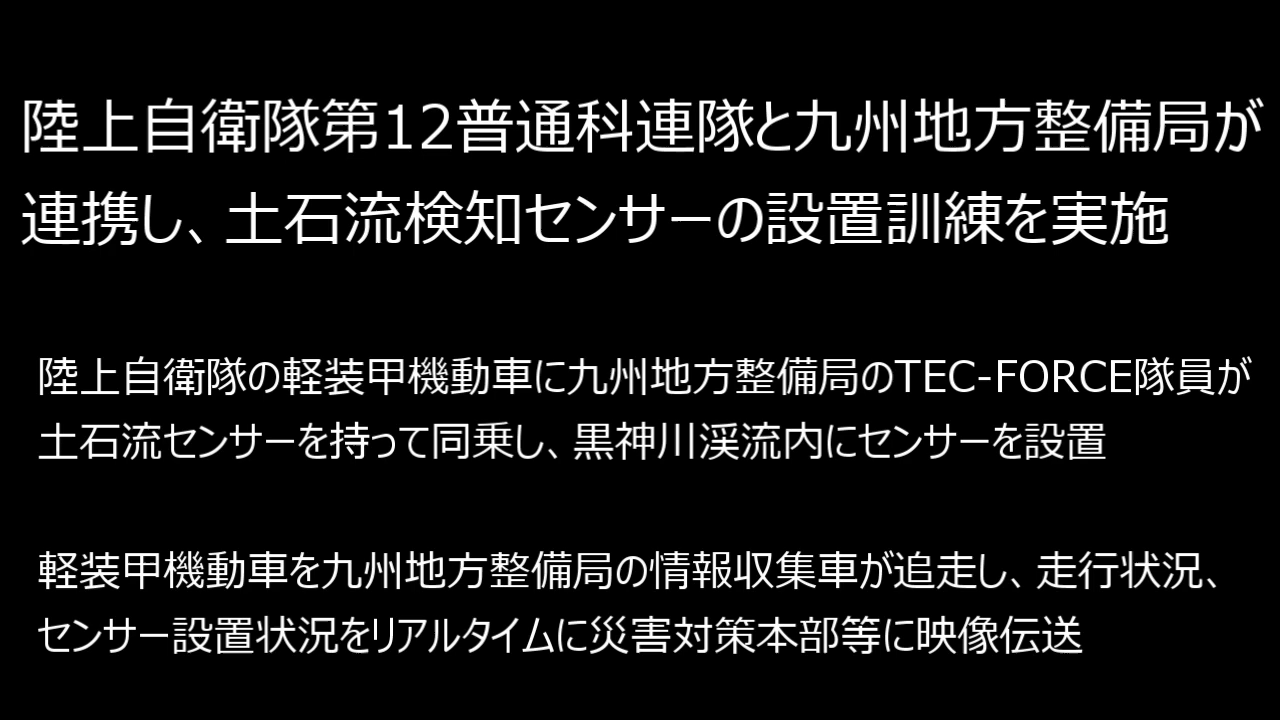 陸上自衛隊第12普通科連隊と九州地方整備局が
連携し、土石流検知センサーの設置訓練を実施
陸上自衛隊の軽装甲機動車に九州地方整備局のTEC-FORCE隊員が
土石流センサーを持って同乗し、黒神川渓流内にセンサーを設置
軽装甲機動車を九州地方整備局の情報収集車が追走し、走行状況、
センサー設置状況をリアルタイムに災害対策本部等に映像伝送